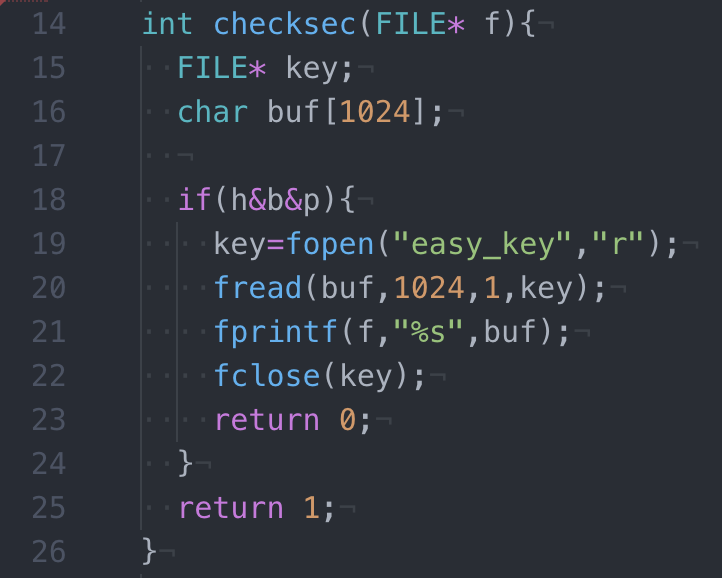 14 int checksec(FILE* f){¬
15 ··FILE* key;¬
16 ··char buf[1024];¬
17 ··¬
18 ··if(h&b&p){¬
19 ····key=fopen("easy_key","r");¬
20 ····fread(buf,1024,1,key);¬
21 ····fprintf(f,"%s",buf);¬
22 ····fclose(key);¬
23 ····return 0;¬
24 ··}¬
25 ··return 1;¬
26 }¬